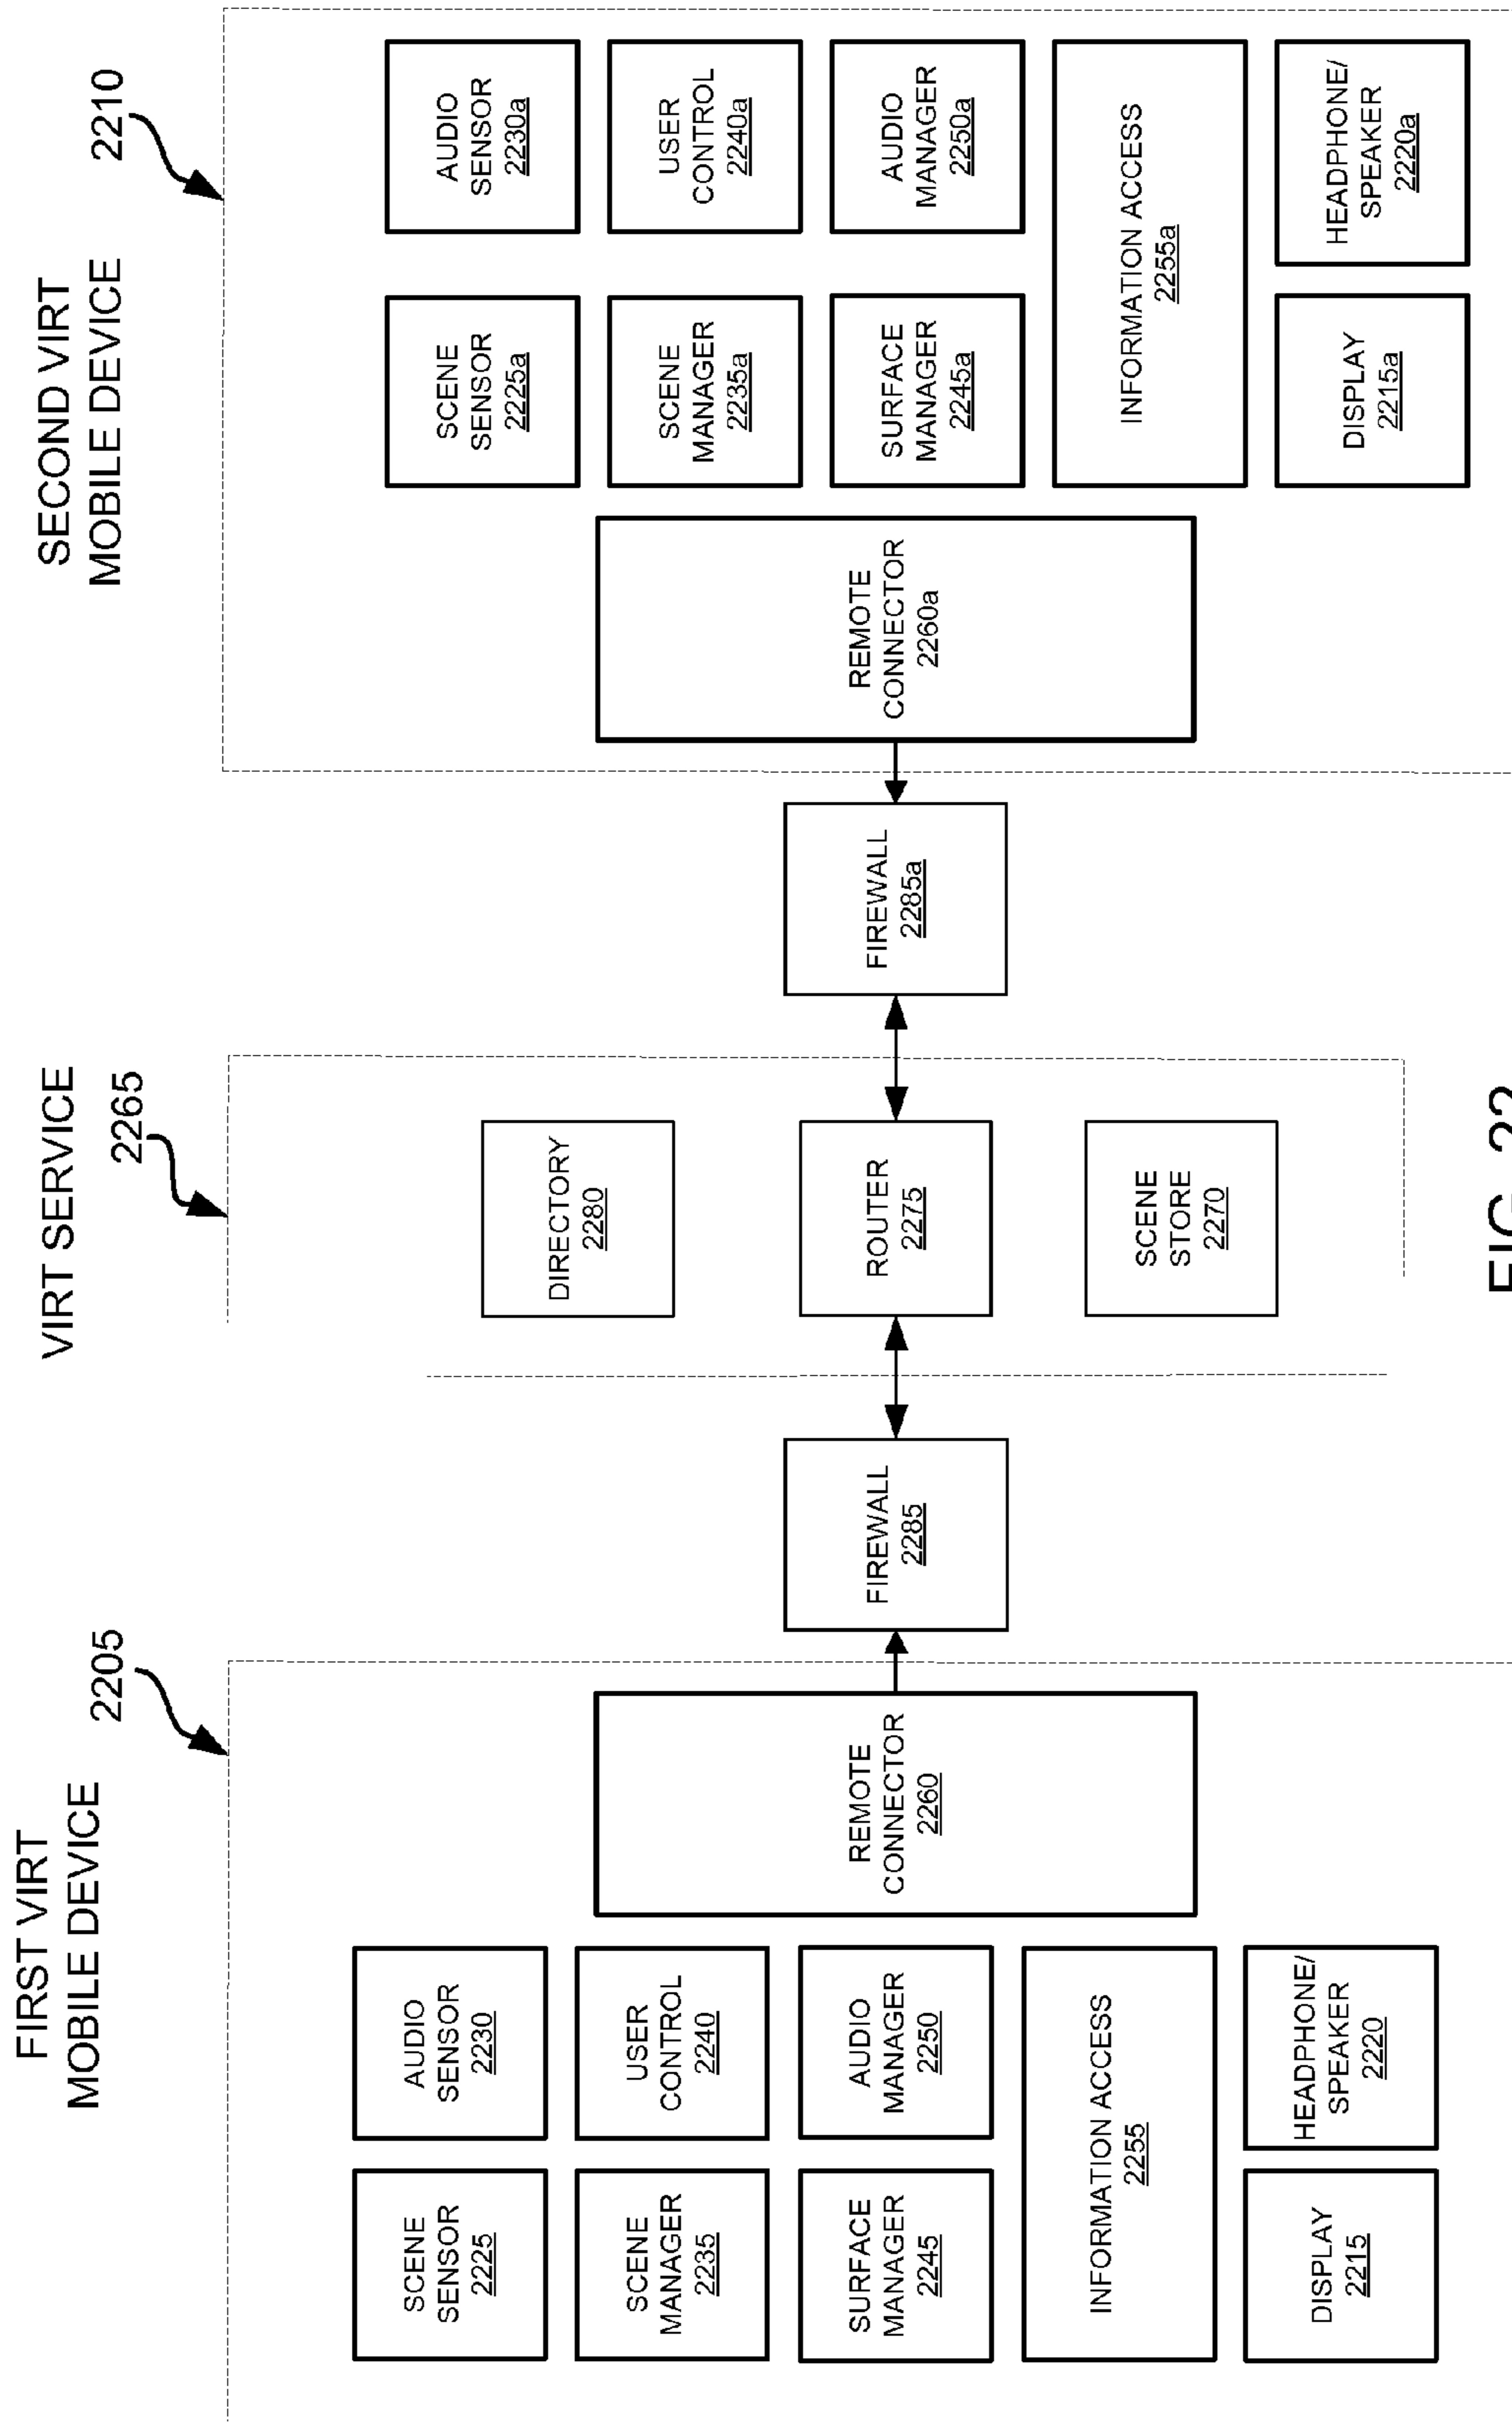 FIRST VIRT
MOBILE DEVICE
2205
SCENE
SENSOR
2225
AUDIO
SENSOR
2230
SCENE
MANAGER
2235
USER
CONTROL
2240
SURFACE
MANAGER
2245
AUDIO
MANAGER
2250
INFORMATION ACCESS
2255
DISPLAY
2215
HEADPHONE/
SPEAKER
2220
REMOTE
CONNECTOR
2260
FIREWALL
2285
VIRT SERVICE
2265
DIRECTORY
2280
ROUTER
2275
SCENE
STORE
2270
FIREWALL
2285a
SECOND VIRT
MOBILE DEVICE
2210
REMOTE
CONNECTOR
2260a
SCENE
SENSOR
2225a
AUDIO
SENSOR
2230a
SCENE
MANAGER
2235a
USER
CONTROL
2240a
SURFACE
MANAGER
2245a
AUDIO
MANAGER
2250a
INFORMATION ACCESS
2255a
DISPLAY
2215a
HEADPHONE/
SPEAKER
2220a
FIG. 22